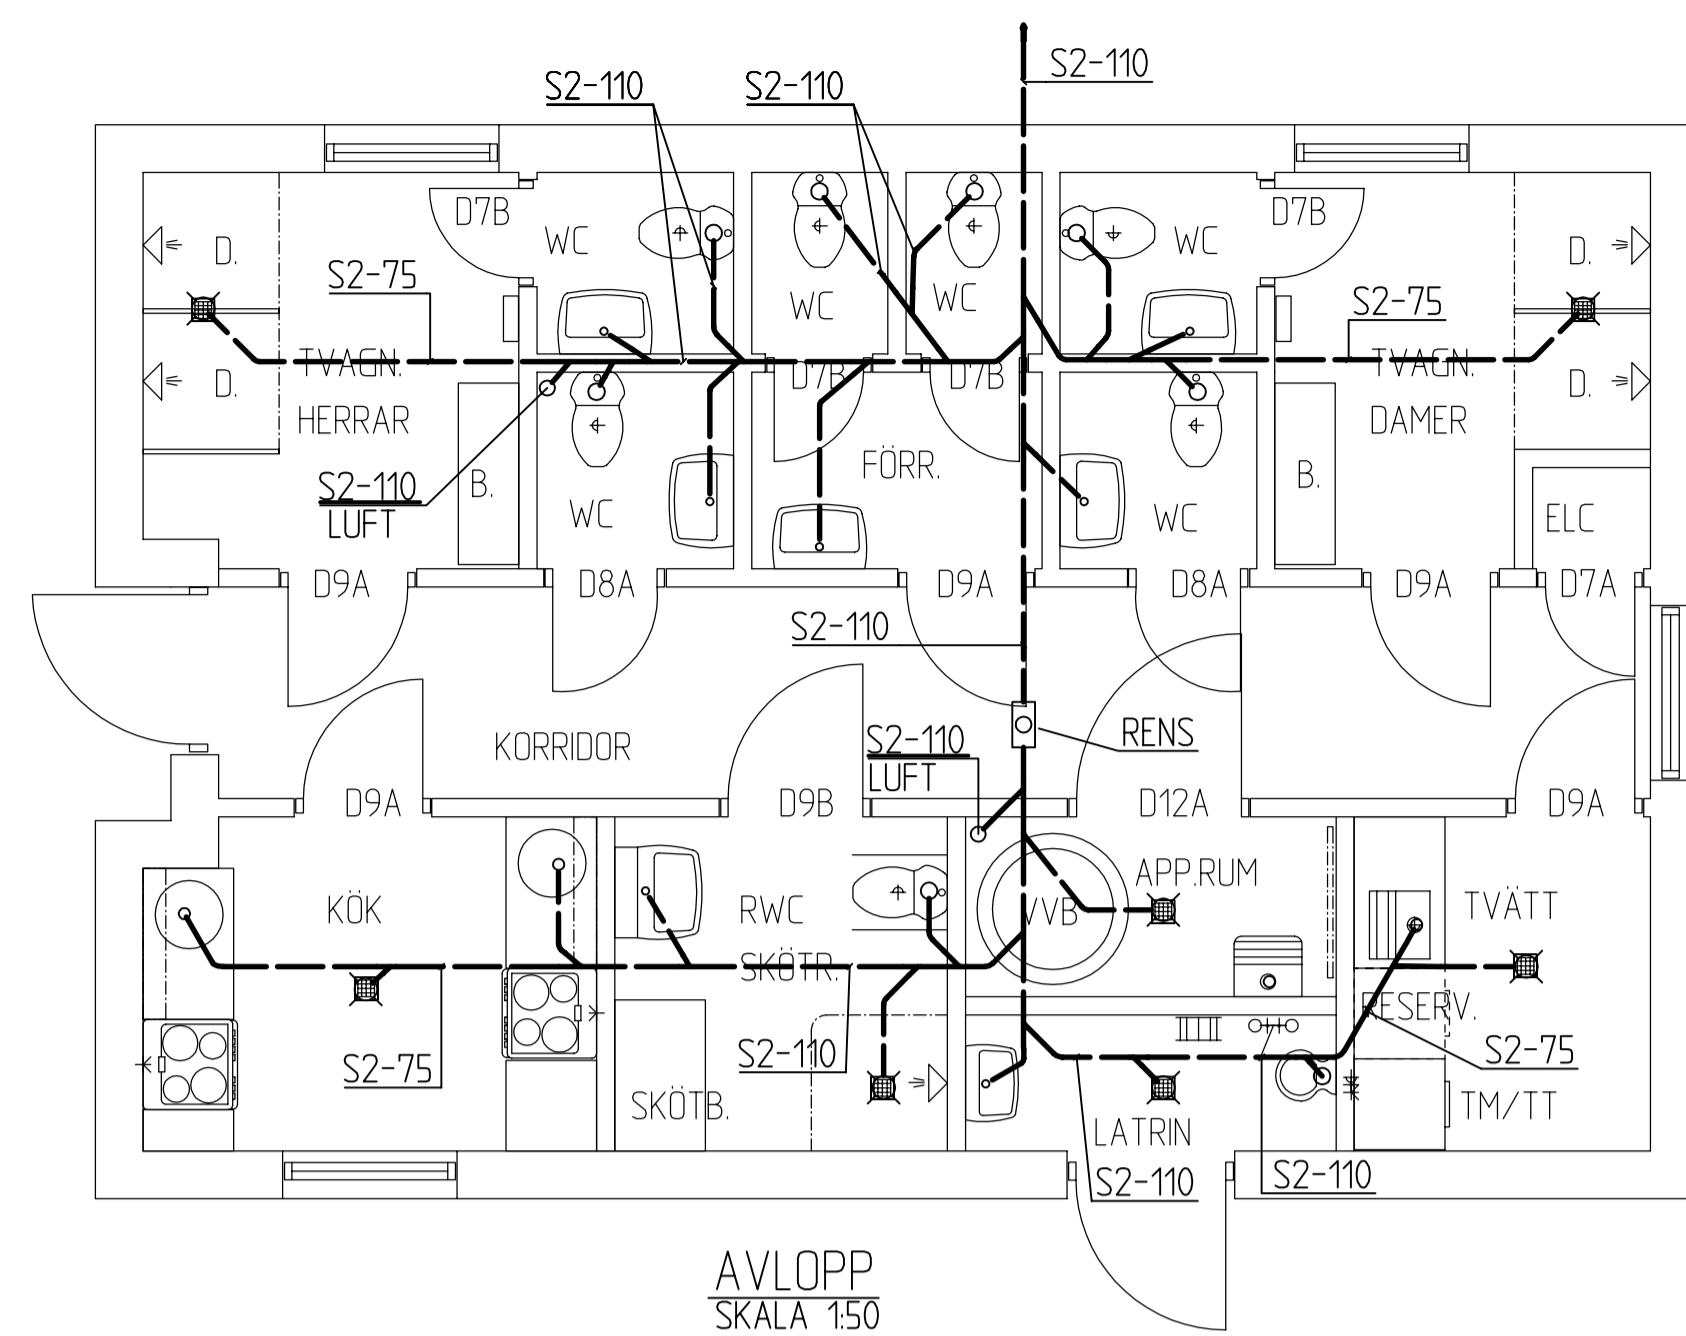 S2-110
S2-110
S2-110
D7B
WC
WC
WC
WC
D7B
D.
D.
S2-75
S2-75
TVAGN.
HERRAR
D.
D7B
D7B
TVAGN.
DAMER
D.
S2-110
LUFT
B.
WC
FÖRR.
WC
B.
ELC
D9A
D8A
D9A
D8A
D9A
D7A
S2-110
KORRIDOR
S2-110
LUFT
RENS
D9A
D9B
D12A
D9A
KÖK
RWC
SKÖTR.
VVB
APP.RUM
TVÄTT
RESERV.
S2-75
S2-110
S2-75
SKÖTB.
LATRIN
TM/TT
S2-110
S2-110
AVLOPP
SKALA 1:50